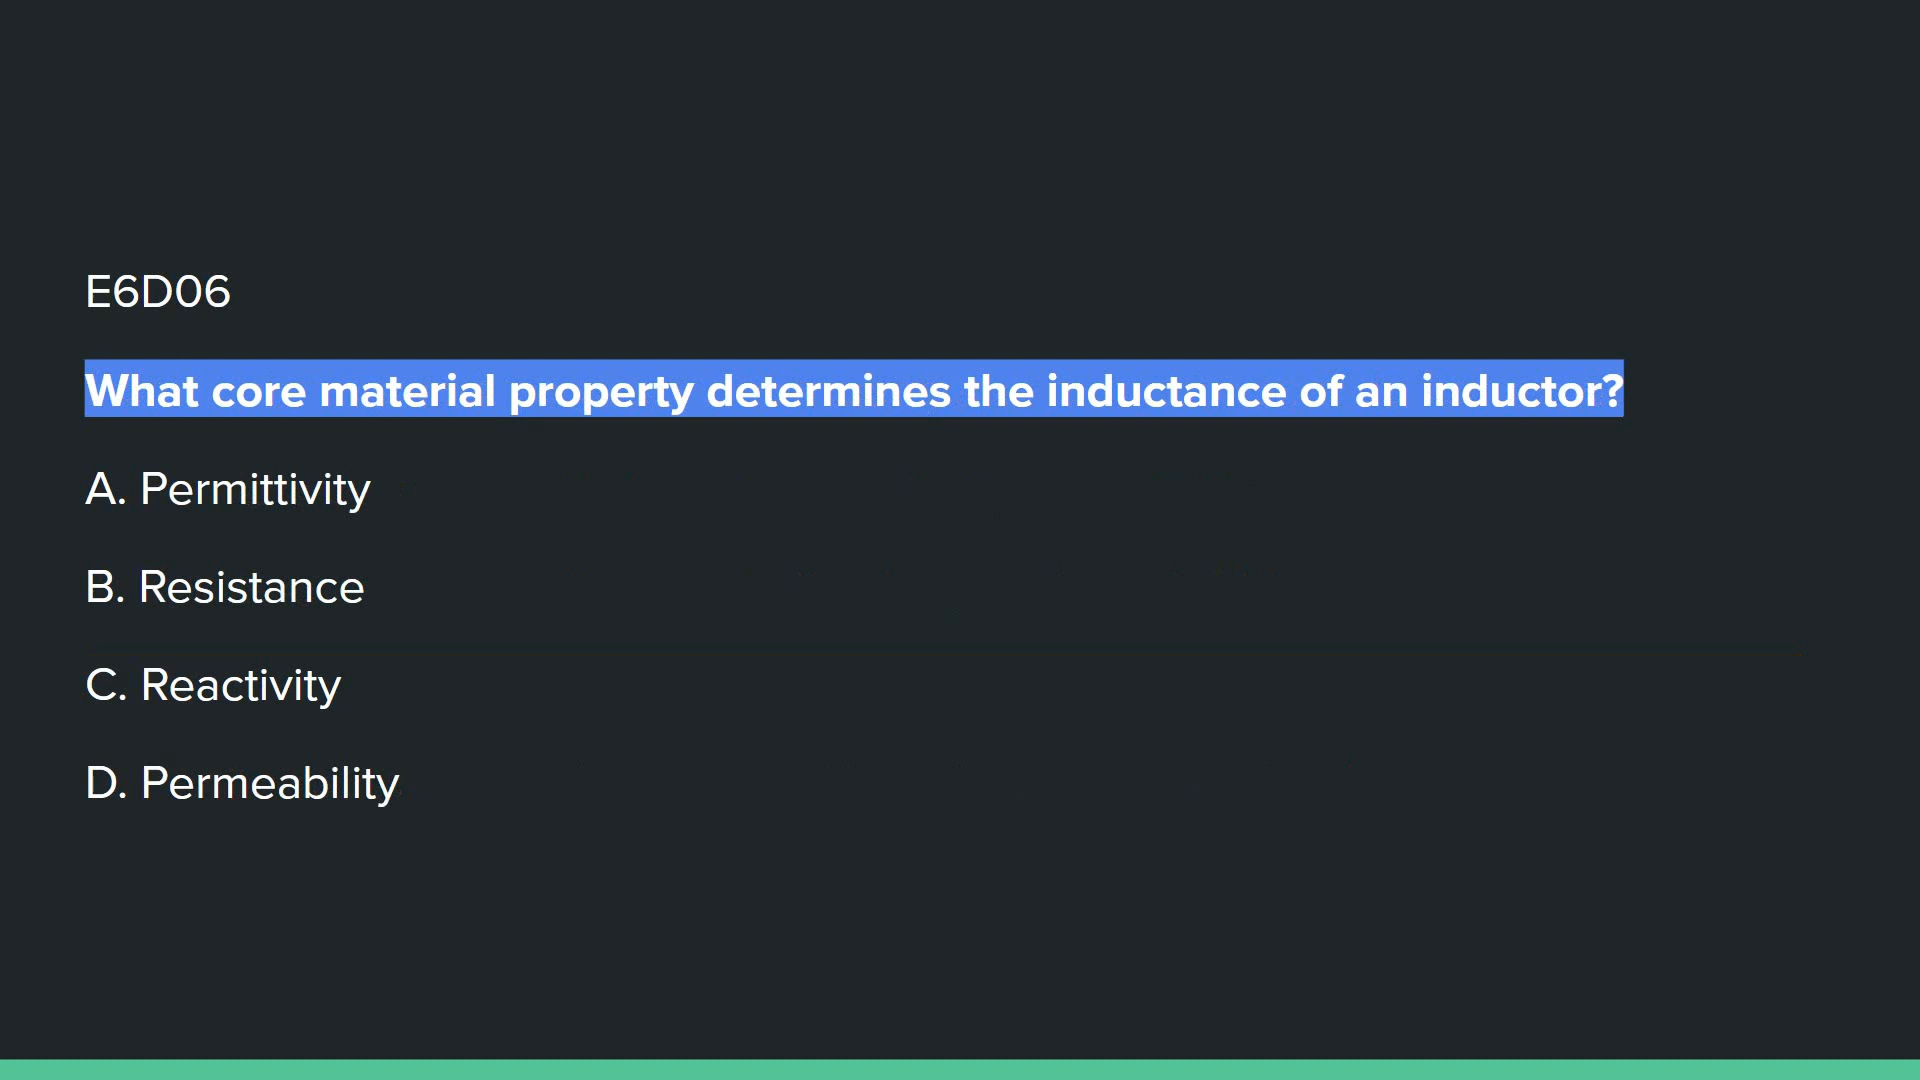 E6D06
What core material property determines the inductance of an inductor?
A. Permittivity
B. Resistance
C. Reactivity
D. Permeability